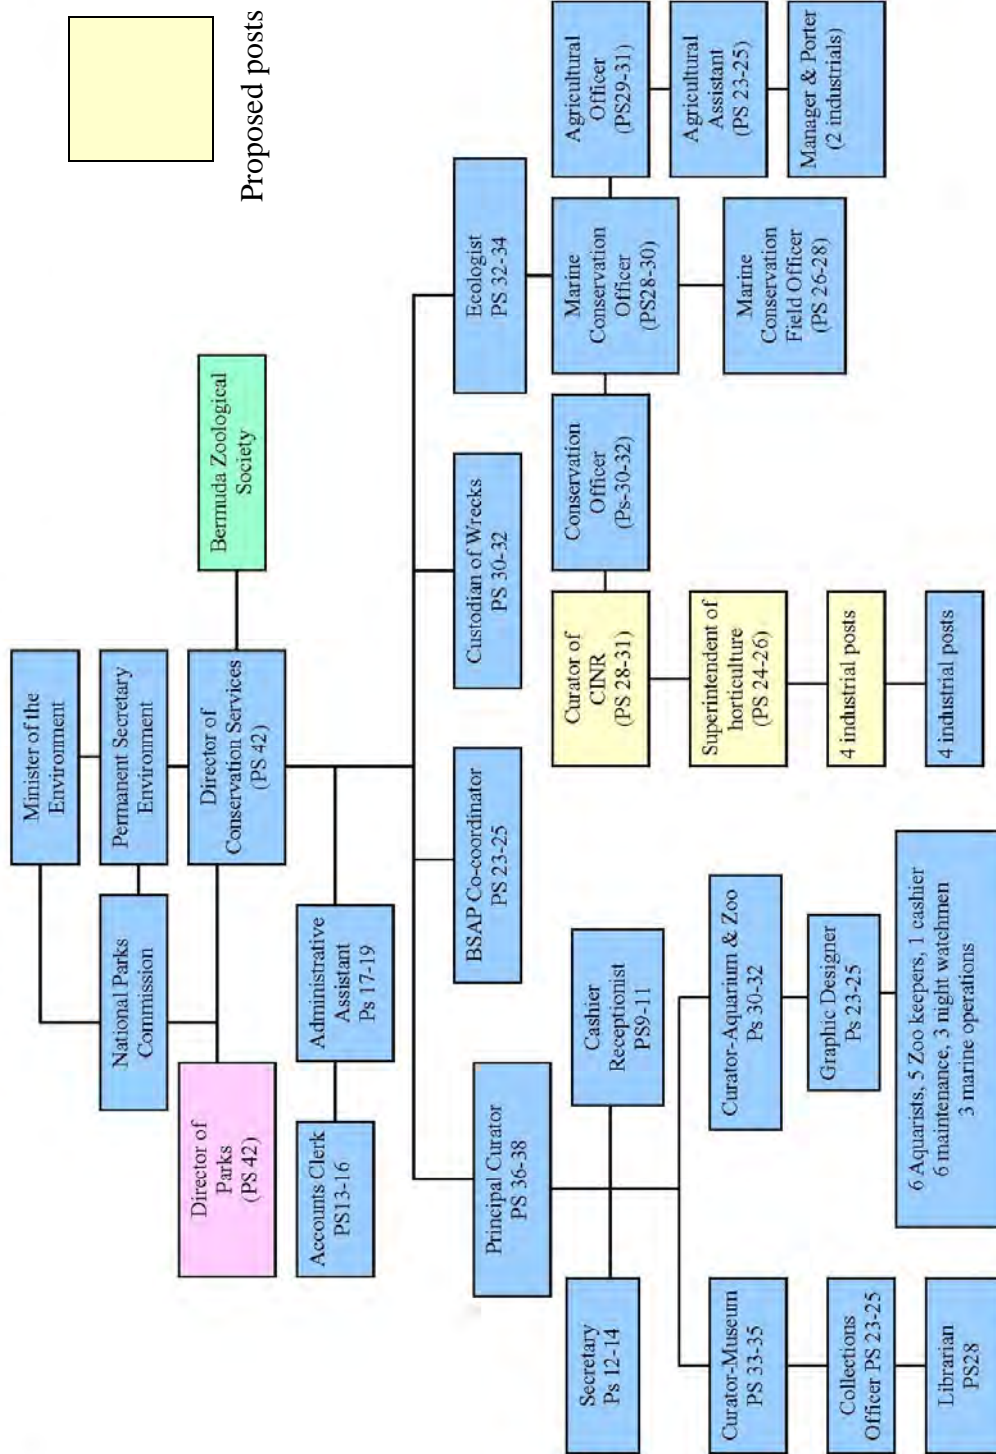 Proposed posts
Minister of the
Environment
Permanent Secretary
Environment
National Parks
Commission
Director of
Conservation Services
(PS 42)
Bermuda Zoological
Society
Director of
Parks
(PS 42)
Administrative
Assistant
Ps 17-19
Accounts Clerk
PS13-16
Principal Curator
PS 36-38
BSAP Co-coordinator
PS 23-25
Custodian of Wrecks
PS 30-32
Ecologist
PS 32-34
Secretary
Ps 12-14
Cashier
Receptionist
PS9-11
Curator-Museum
PS 33-35
Collections
Officer PS 23-25
Librarian
PS28
Curator-Aquarium & Zoo
Ps 30-32
Graphic Designer
Ps 23-25
6 Aquarists, 5 Zoo keepers, 1 cashier
6 maintenance, 3 night watchmen
3 marine operations
Curator of
CINR
(PS 28-31)
Superintendent of
horticulture
(PS 24-26)
4 industrial posts
4 industrial posts
Conservation
Officer
(Ps-30-32)
Marine
Conservation
Officer
(PS28-30)
Marine
Conservation
Field Officer
(PS 26-28)
Agricultural
Officer
(PS29-31)
Agricultural
Assistant
(PS 23-25)
Manager & Porter
(2 industrials)